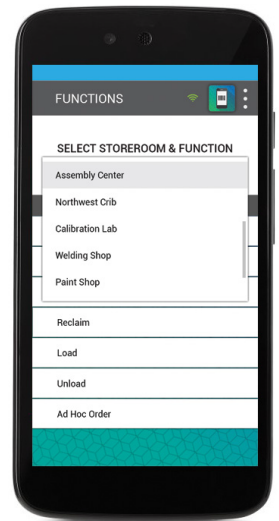 FUNCTIONS
SELECT STOREROOM & FUNCTION
Assembly Center
Northwest Crib
Calibration Lab
Welding Shop
Paint Shop
Reclaim
Load
Unload
Ad Hoc Order